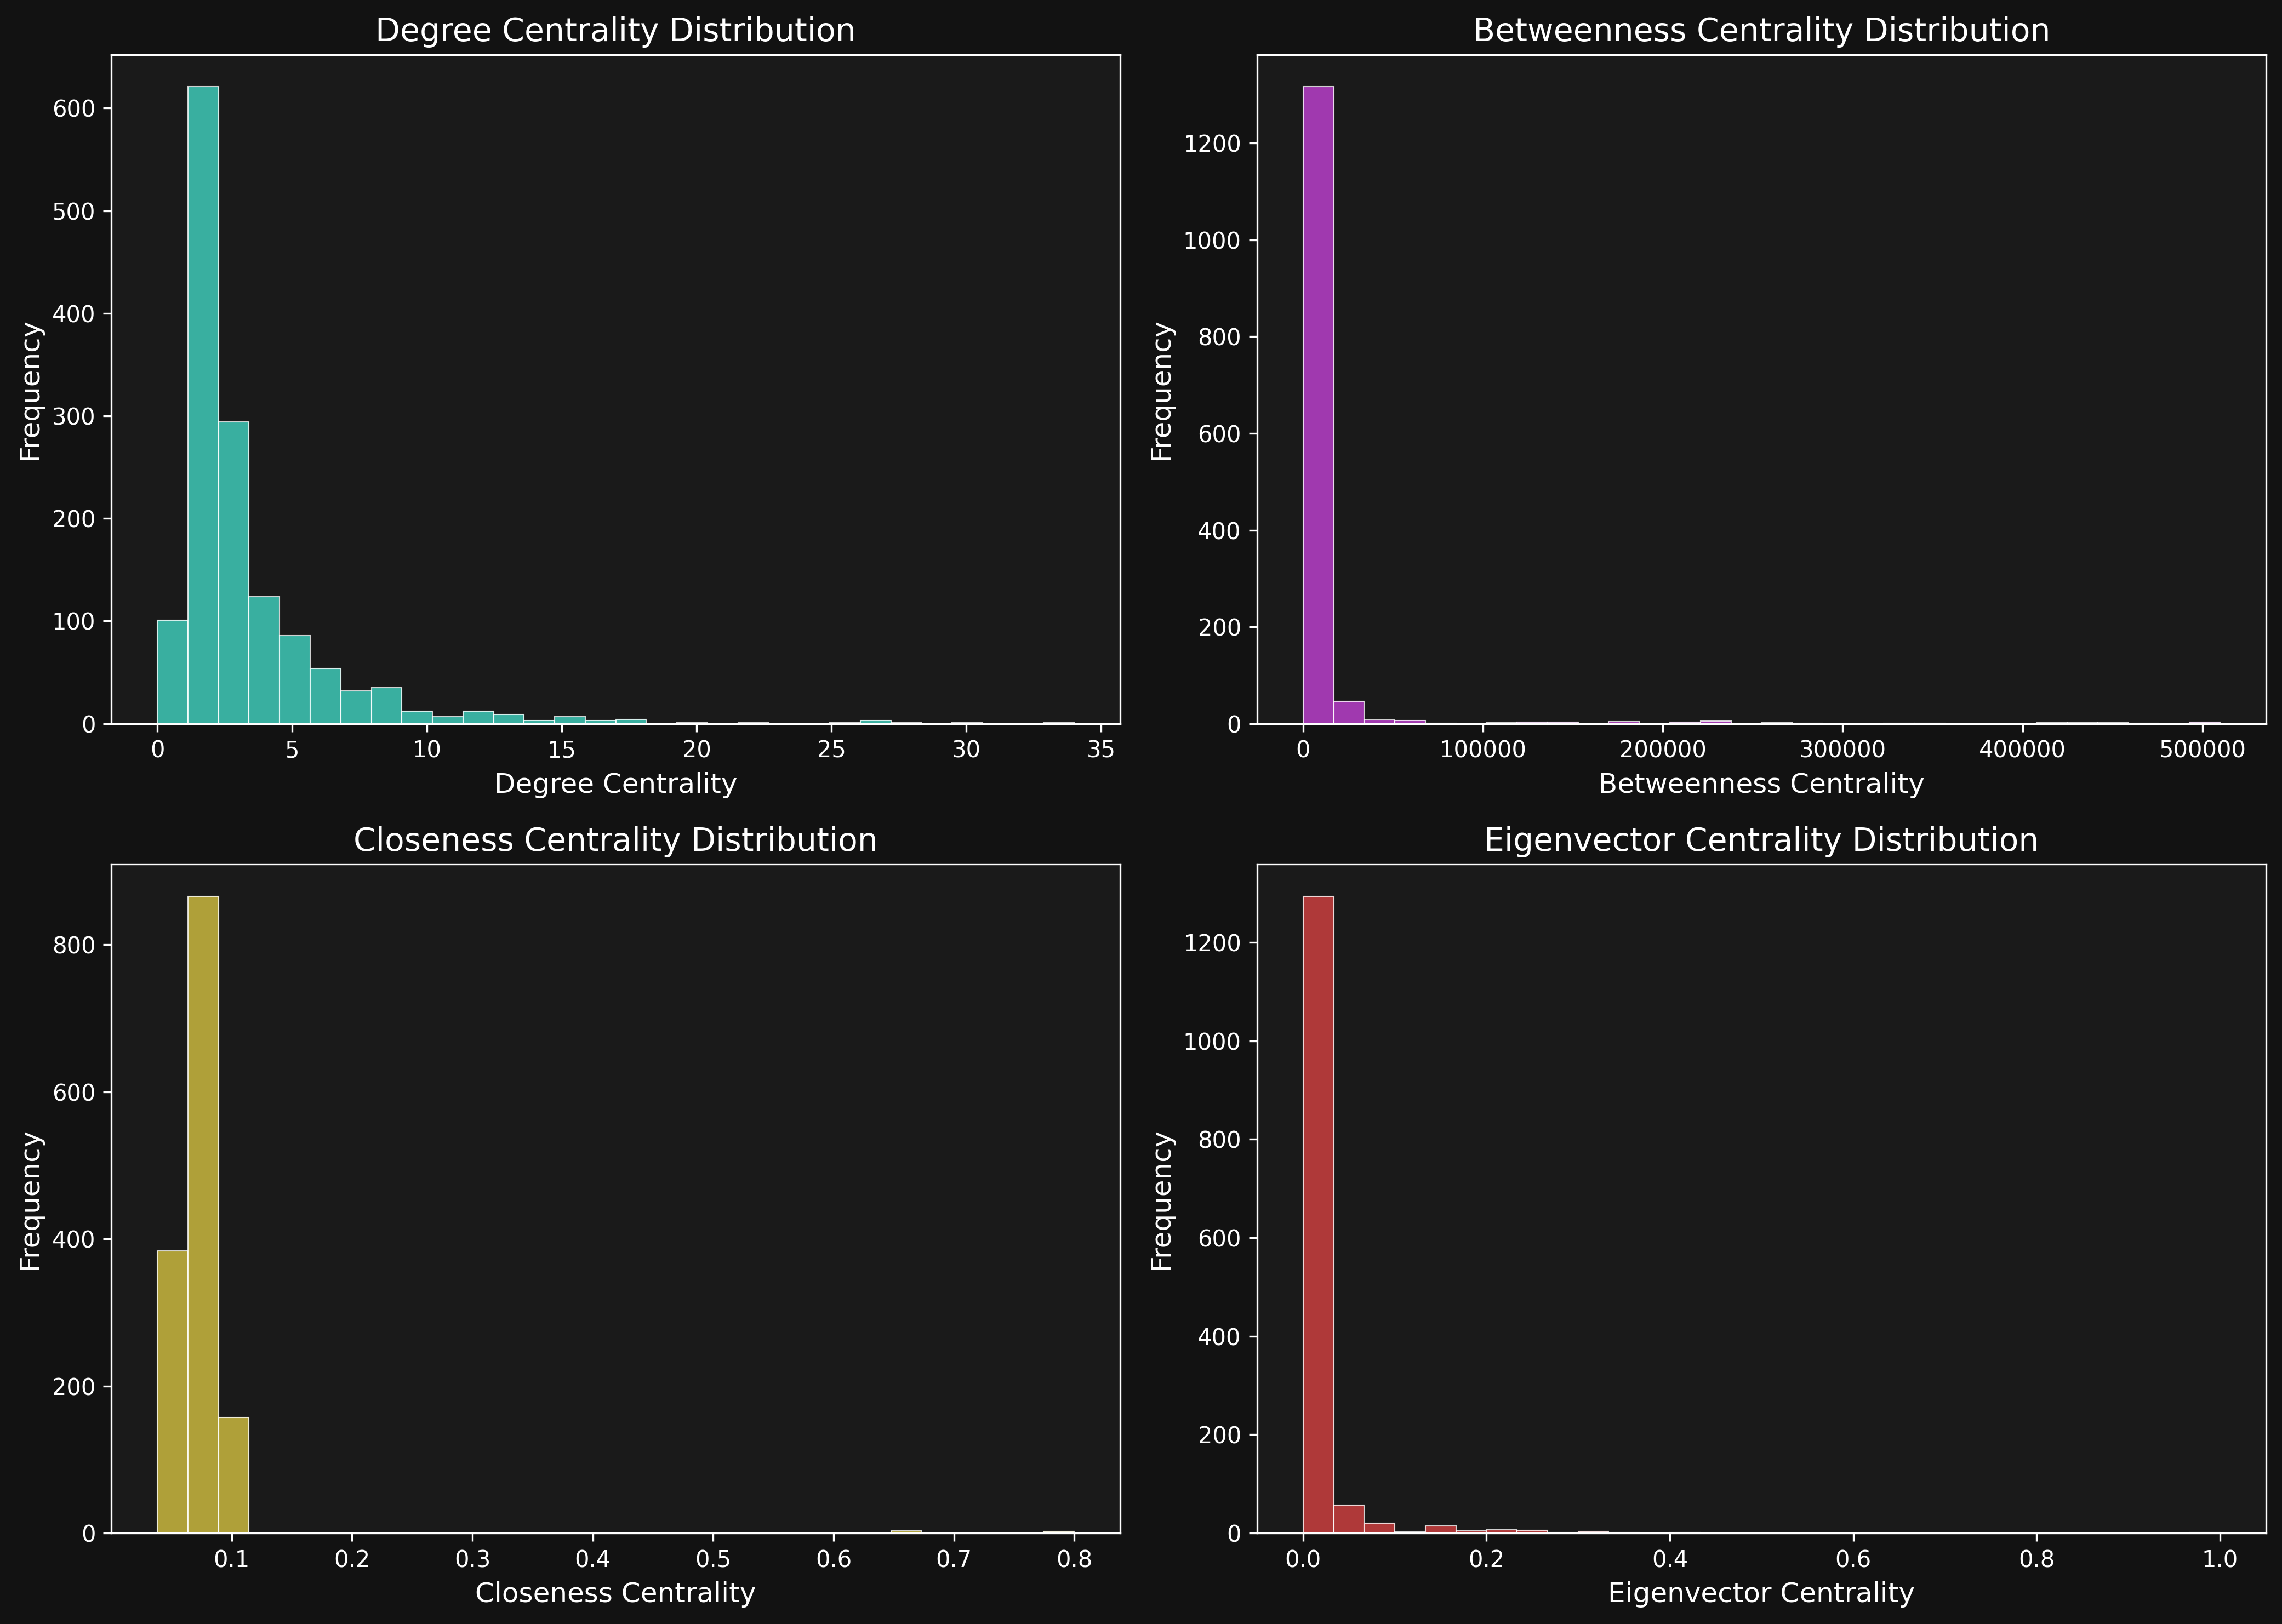 Degree Centrality Distribution
Frequency
600
500
400
300
200
100
0
0 5 10 15 20 25 30 35
Degree Centrality
Betweenness Centrality Distribution
Frequency
1200
1000
800
600
400
200
0
0 100000 200000 300000 400000 500000
Betweenness Centrality
Closeness Centrality Distribution
Frequency
800
600
400
200
0
0.1 0.2 0.3 0.4 0.5 0.6 0.7 0.8
Closeness Centrality
Eigenvector Centrality Distribution
Frequency
1200
1000
800
600
400
200
0
0.0 0.2 0.4 0.6 0.8 1.0
Eigenvector Centrality